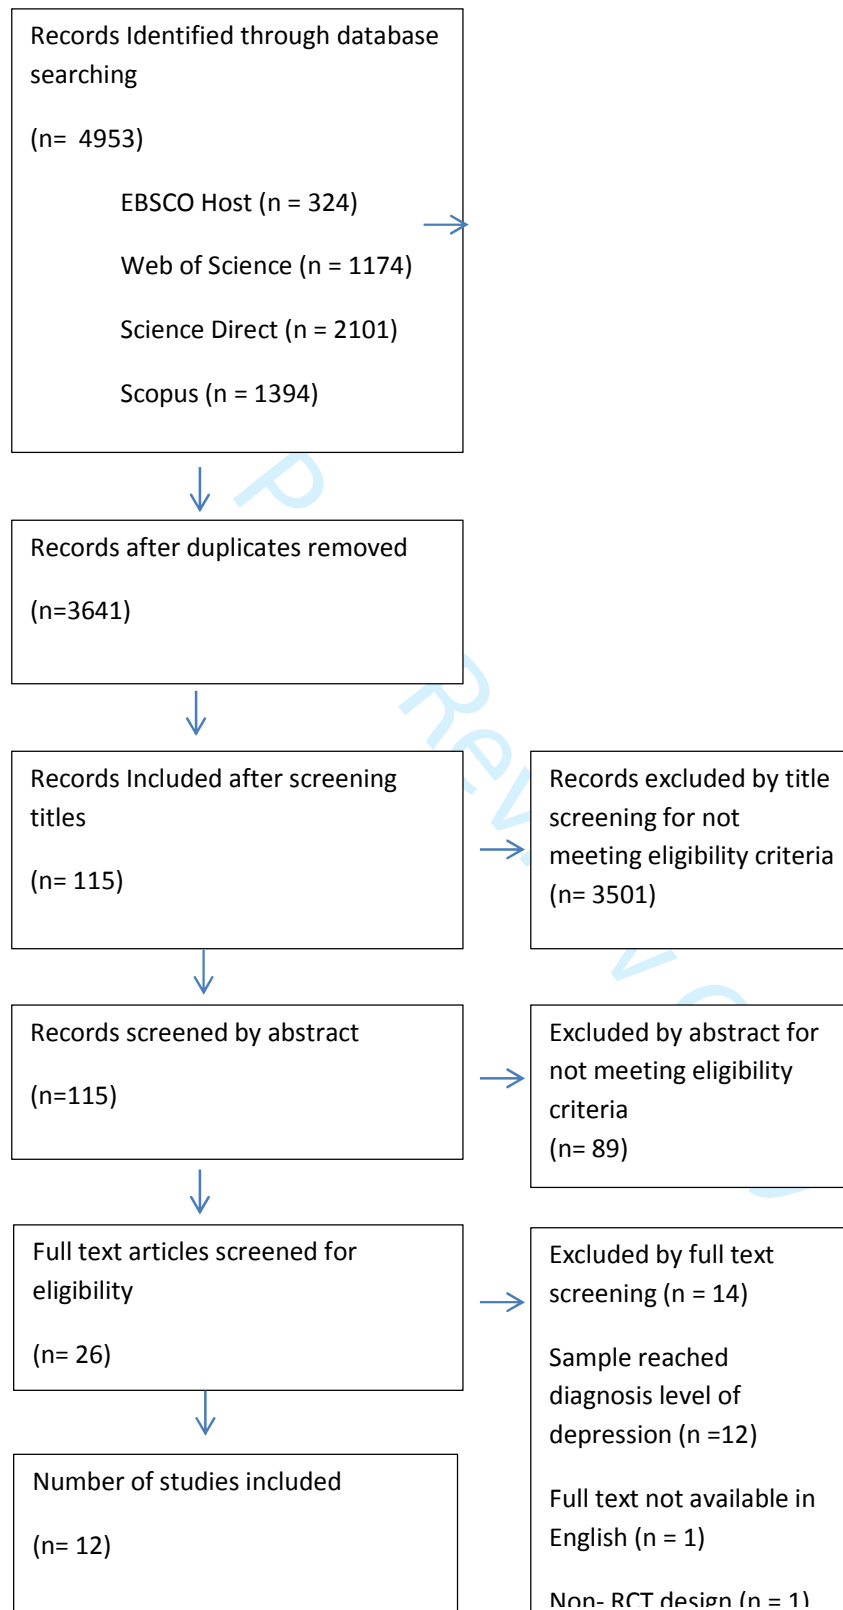 Records Identified through database
searching
(n= 4953)
EBSCO Host (n = 324)
Web of Science (n = 1174)
Science Direct (n = 2101)
Scopus (n = 1394)
Records after duplicates removed
(n=3641)
Records Included after screening
titles
(n= 115)
Records excluded by title
screening for not
meeting eligibility criteria
(n= 3501)
Records screened by abstract
(n=115)
Excluded by abstract for
not meeting eligibility
criteria
(n= 89)
Full text articles screened for
eligibility
(n= 26)
Excluded by full text
screening (n = 14)
Sample reached
diagnosis level of
depression (n =12)
Full text not available in
English (n = 1)
Non- RCT design (n = 1)
Number of studies included
(n= 12)